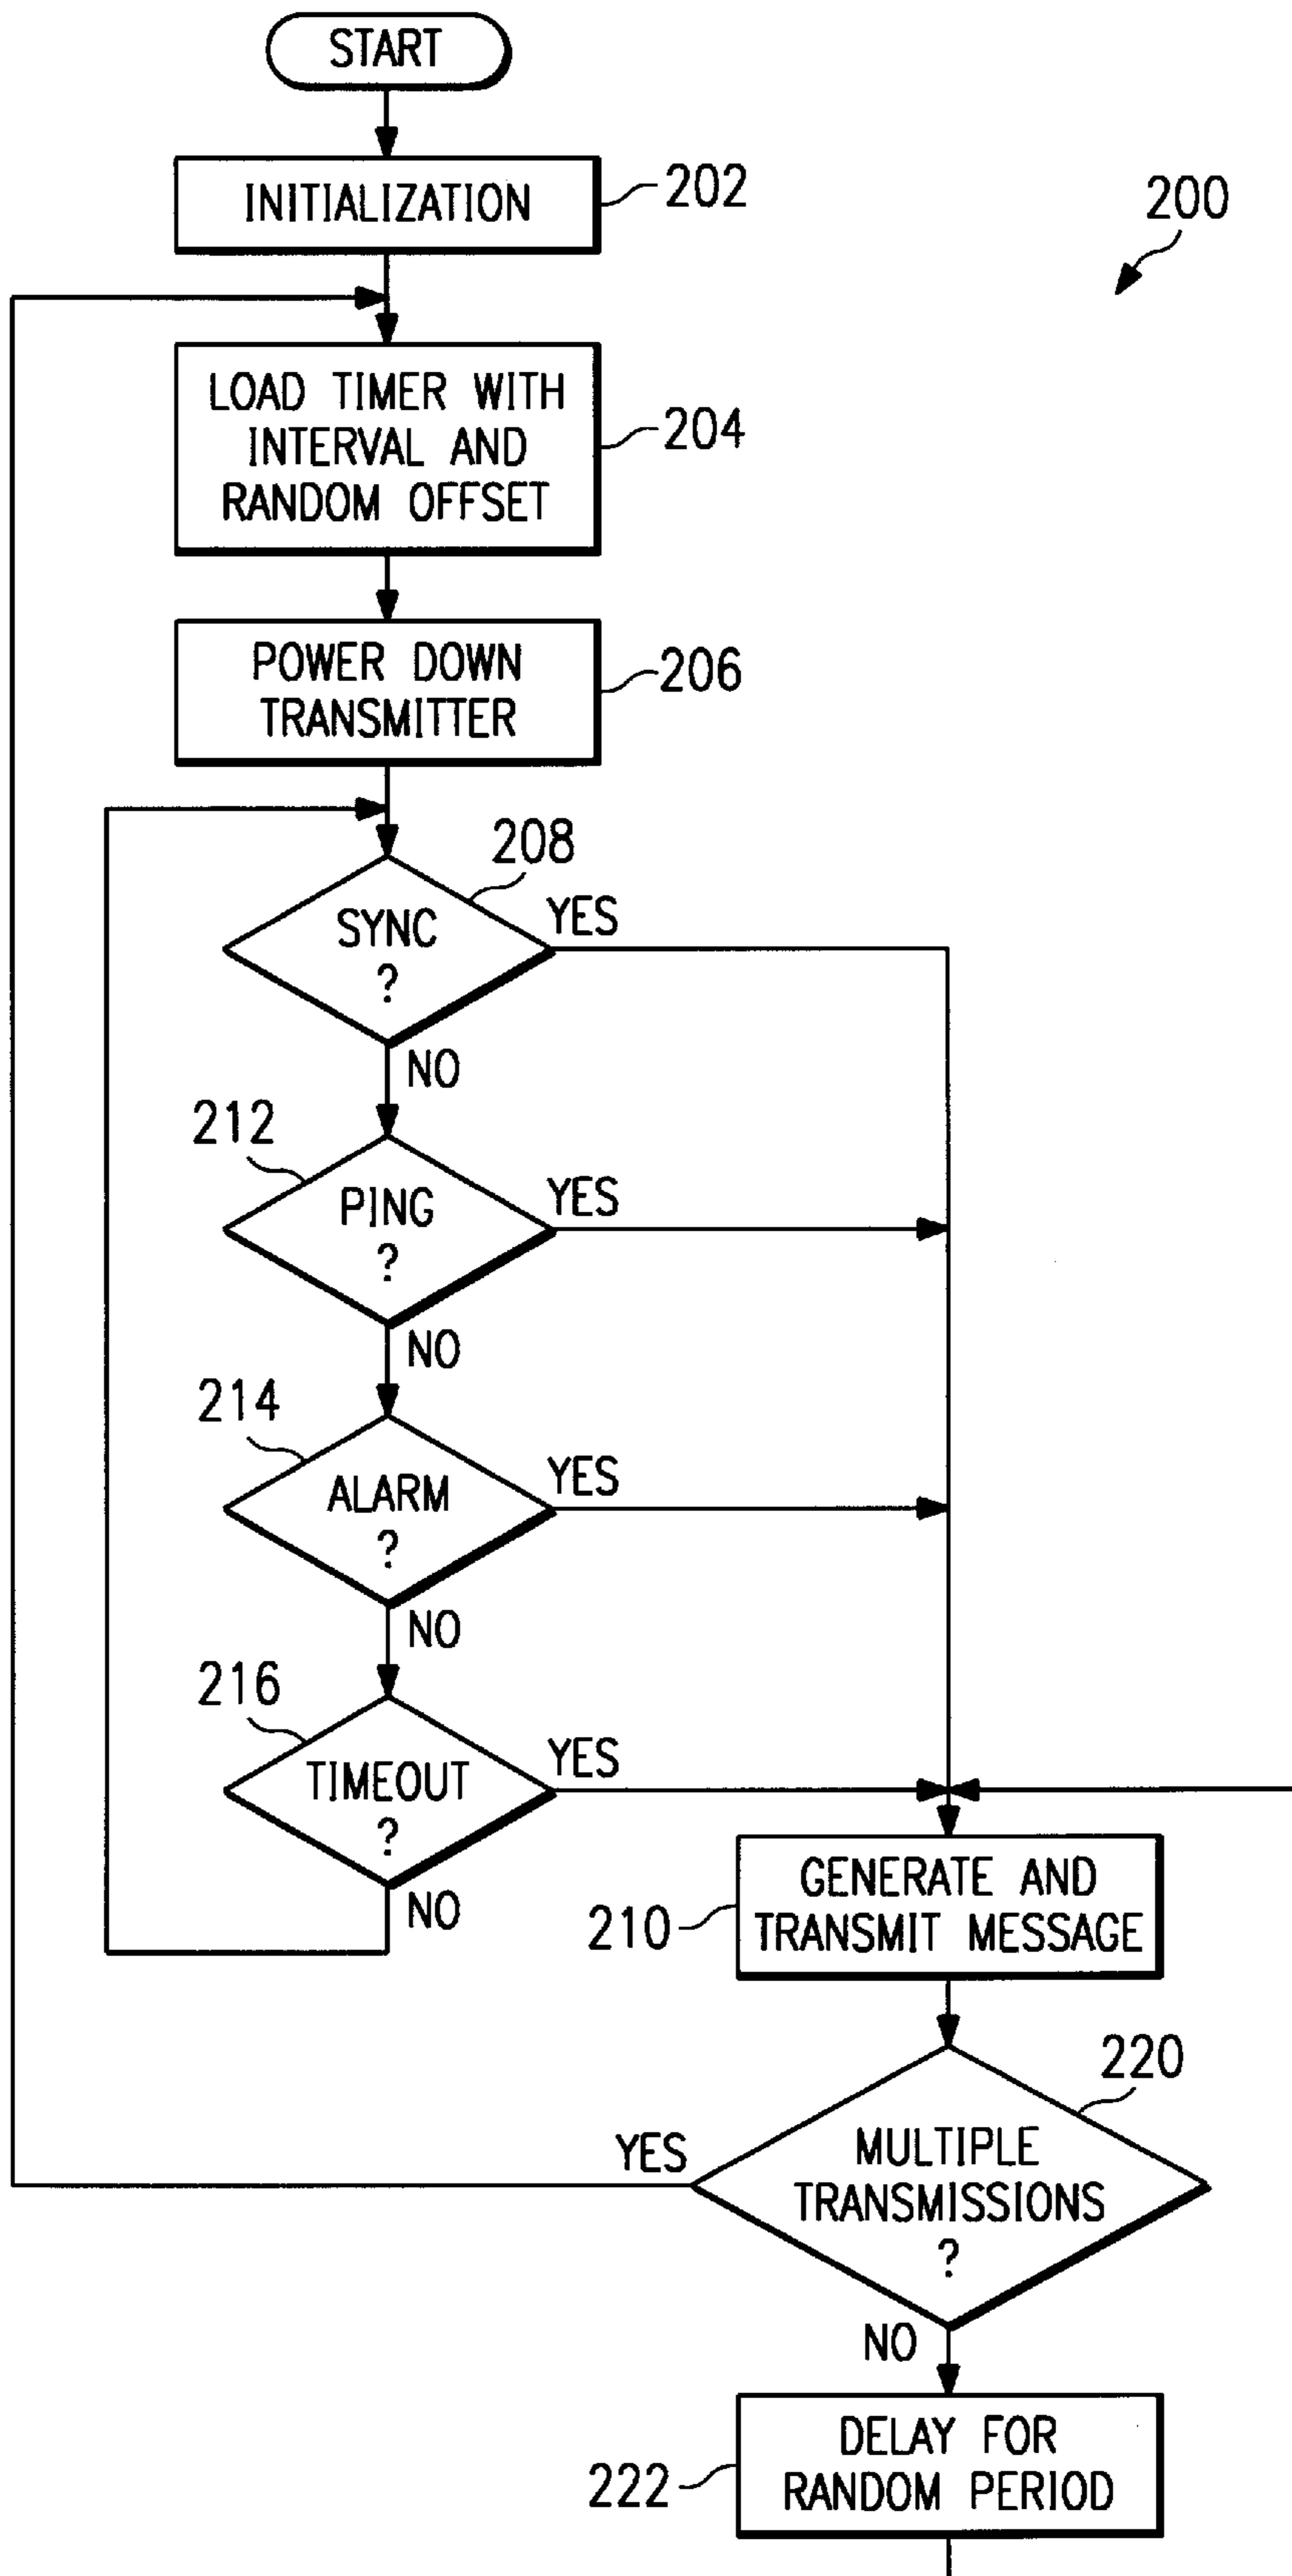 START
INITIALIZATION
202
200
LOAD TIMER WITH
INTERVAL AND
RANDOM OFFSET
204
POWER DOWN
TRANSMITTER
206
208
SYNC
?
YES
NO
212
PING
?
YES
NO
214
ALARM
?
YES
NO
216
TIMEOUT
?
YES
NO
GENERATE AND
TRANSMIT MESSAGE
210
220
MULTIPLE
TRANSMISSIONS
?
YES
NO
DELAY FOR
RANDOM PERIOD
222